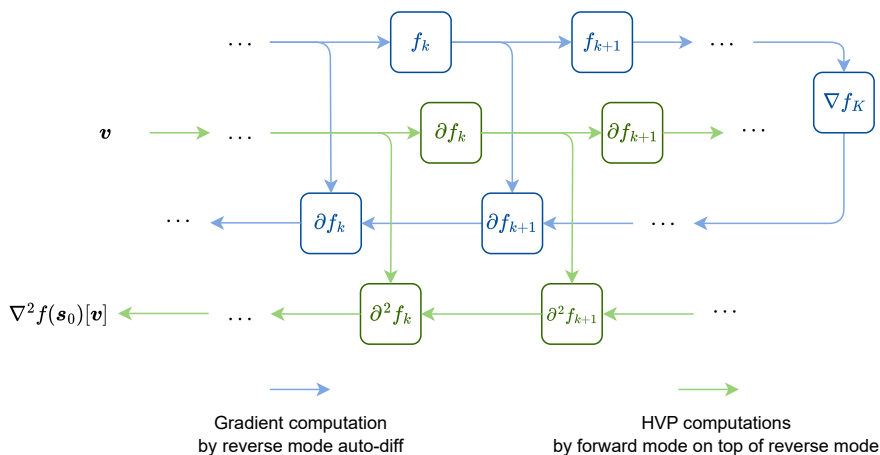 … f_k f_{k+1} …
∇f_K
𝒗 … ∂f_k ∂f_{k+1} …
… ∂f_k ∂f_{k+1} …
∇²f(𝒔₀)[𝒗] … ∂²f_k ∂²f_{k+1} …
Gradient computation
by reverse mode auto-diff
HVP computations
by forward mode on top of reverse mode